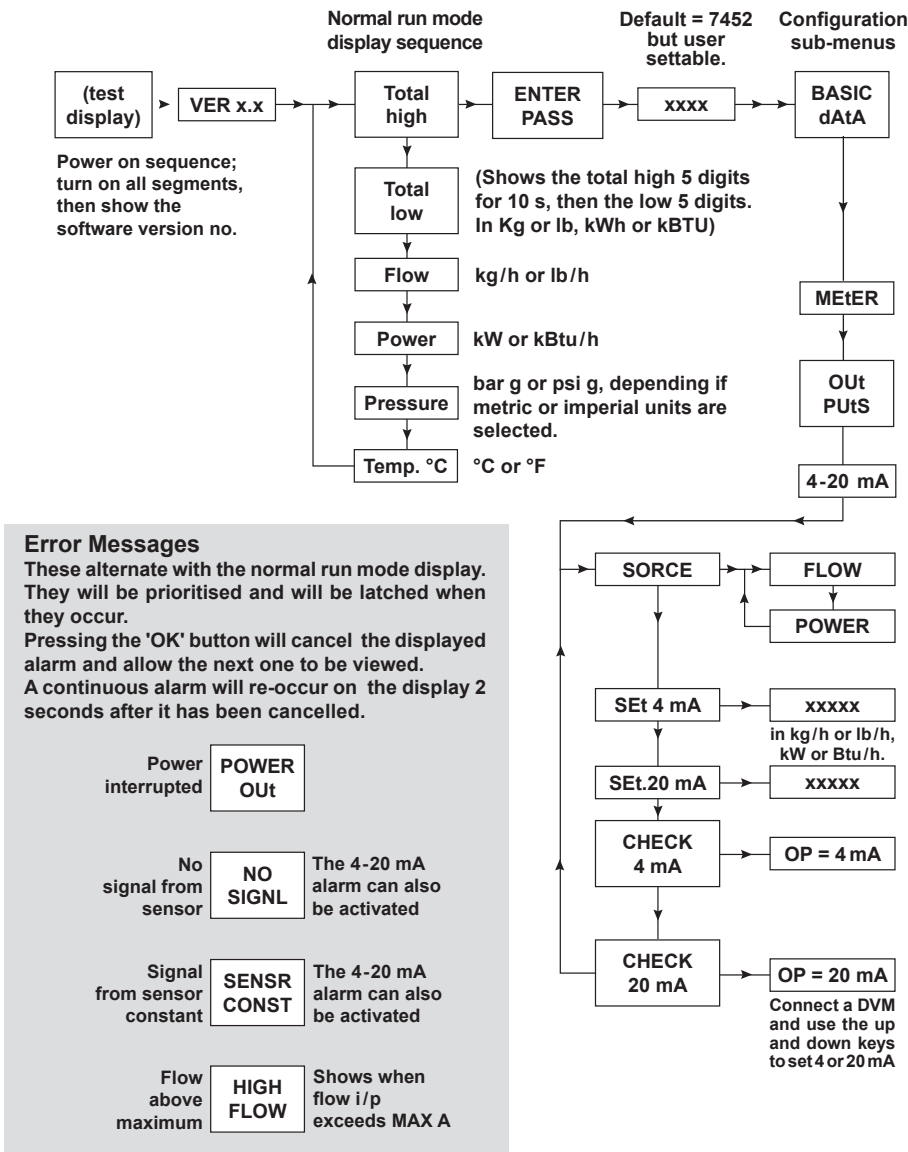 Normal run mode
display sequence
Default = 7452
but user
settable.
Configuration
sub-menus
(test
display)
VER x.x
Total
high
ENTER
PASS
xxxx
BASIC
dAtA
Power on sequence;
turn on all segments,
then show the
software version no.
Total
low
(Shows the total high 5 digits
for 10 s, then the low 5 digits.
In Kg or lb, kWh or kBTU)
Flow
kg/h or lb/h
Power
kW or kBtu/h
Pressure
bar g or psi g, depending if
metric or imperial units are
selected.
Temp. °C
°C or °F
MEtER
OUt
PUtS
4-20 mA
SORCE
FLOW
POWER
SEt 4 mA
xxxxx
in kg/h or lb/h,
kW or Btu/h.
SEt.20 mA
xxxxx
CHECK
4 mA
OP = 4 mA
CHECK
20 mA
OP = 20 mA
Connect a DVM
and use the up
and down keys
to set 4 or 20 mA
Error Messages
These alternate with the normal run mode display.
They will be prioritised and will be latched when
they occur.
Pressing the 'OK' button will cancel the displayed
alarm and allow the next one to be viewed.
A continuous alarm will re-occur on the display 2
seconds after it has been cancelled.
Power
interrupted
POWER
OUt
No
signal from
sensor
NO
SIGNL
The 4-20 mA
alarm can also
be activated
Signal
from sensor
constant
SENSR
CONST
The 4-20 mA
alarm can also
be activated
Flow
above
maximum
HIGH
FLOW
Shows when
flow i/p
exceeds MAX A